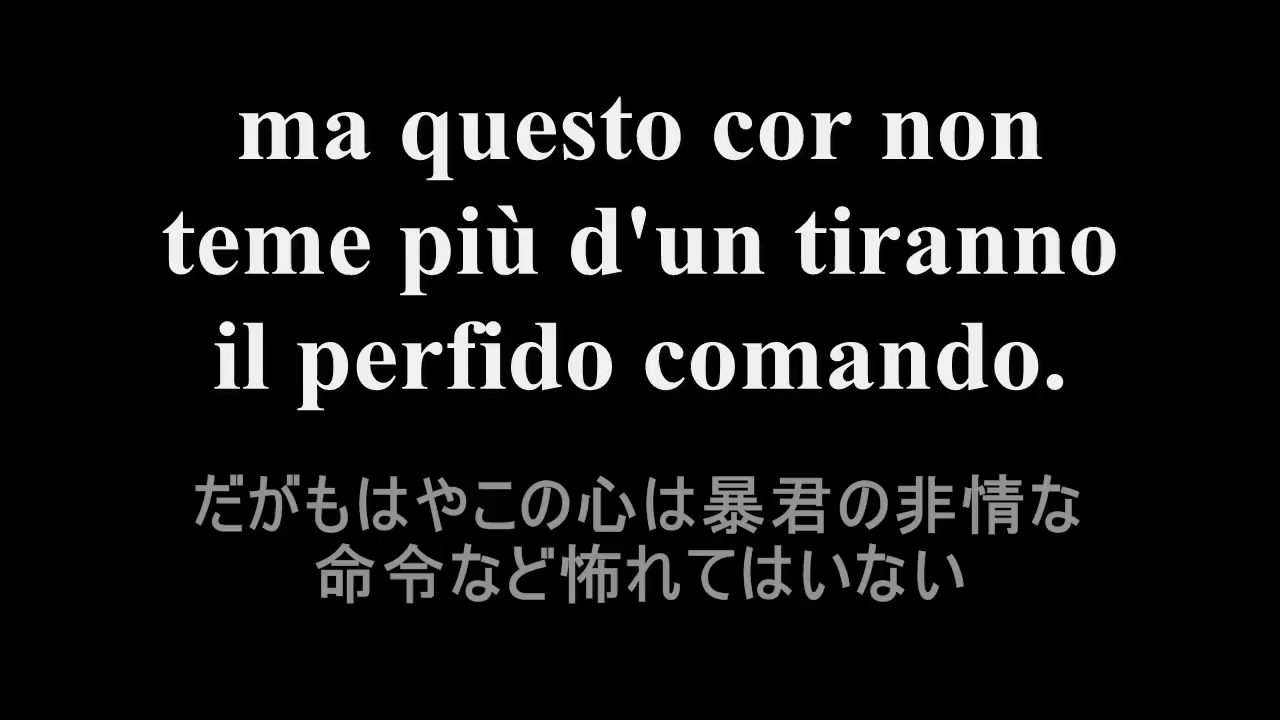 ma questo cor non
teme più d'un tiranno
il perfido comando.
だがもはやこの心は暴君の非情な
命令など怖れてはいない